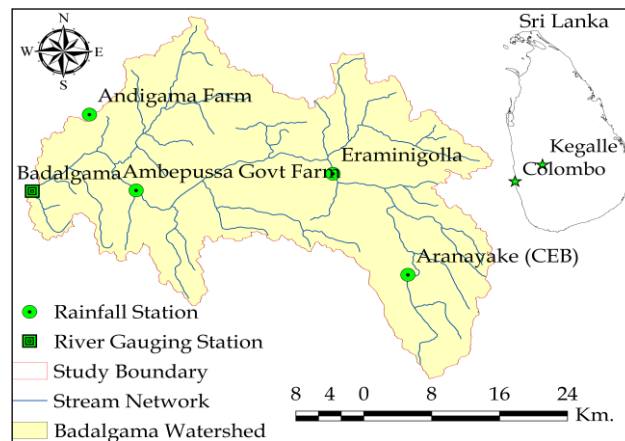 Sri Lanka
N
W E
S
Andigama Farm
Eraminigolla
Kegalle
Colombo
Badalgama
Ambepussa Govt Farm
Aranayake (CEB)
Rainfall Station
River Gauging Station
Study Boundary
Stream Network
Badalgama Watershed
8 4 0 8 16 24
Km.